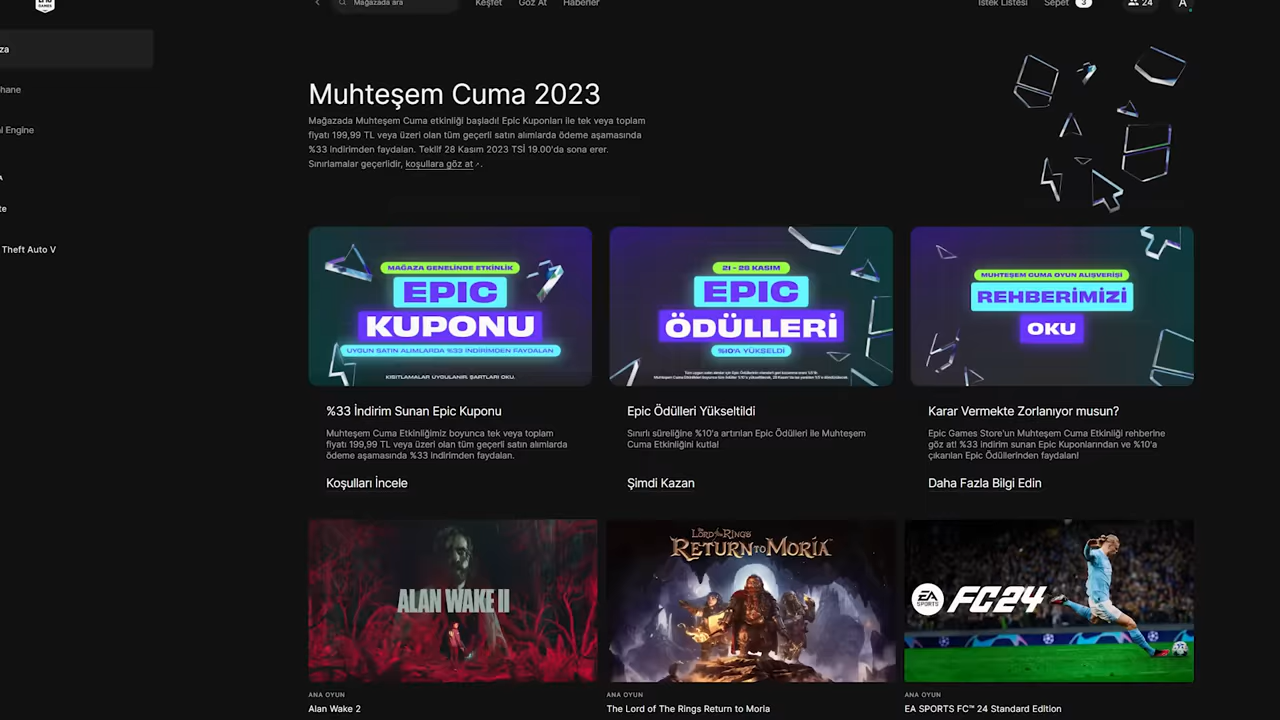 EPIC
GAMES
Mağazada ara
Keşfet
Göz At
Haberler
İstek Listesi
Sepet
3
24
A
za
hane
l Engine
te
Theft Auto V
Muhteşem Cuma 2023
Mağazada Muhteşem Cuma etkinliği başladı! Epic Kuponları ile tek veya toplam
fiyatı 199,99 TL veya üzeri olan tüm geçerli satın alımlarda ödeme aşamasında
%33 indirimden faydalan. Teklif 28 Kasım 2023 TSİ 19.00'da sona erer.
Sınırlamalar geçerlidir, koşullara göz at.
MAĞAZA GENELİNDE ETKİNLİK
EPIC
KUPONU
UYGUN SATIN ALIMLARDA %33 İNDİRİMDEN FAYDALAN
KISITLAMALAR UYGULANIR. ŞARTLARI OKU.
21 - 28 KASIM
EPIC
ÖDÜLLERİ
%10'A YÜKSELDİ
MUHTEŞEM CUMA OYUN ALIŞVERİŞİ
REHBERİMİZİ
OKU
%33 İndirim Sunan Epic Kuponu
Muhteşem Cuma Etkinliğimiz boyunca tek veya toplam
fiyatı 199,99 TL veya üzeri olan tüm geçerli satın alımlarda
ödeme aşamasında %33 indirimden faydalan.
Koşulları İncele
Epic Ödülleri Yükseltildi
Sınırlı süreliğine %10'a artırılan Epic Ödülleri ile Muhteşem
Cuma Etkinliğini kutla!
Şimdi Kazan
Karar Vermekte Zorlanıyor musun?
Epic Games Store'un Muhteşem Cuma Etkinliği rehberine
göz at! %33 indirim sunan Epic Kuponlarından ve %10'a
çıkarılan Epic Ödüllerinden faydalan!
Daha Fazla Bilgi Edin
ALAN WAKE II
THE LORD OF THE RINGS
RETURN TO MORIA
EA
SPORTS
FC24
ANA OYUN
Alan Wake 2
ANA OYUN
The Lord of The Rings Return to Moria
ANA OYUN
EA SPORTS FC™ 24 Standard Edition